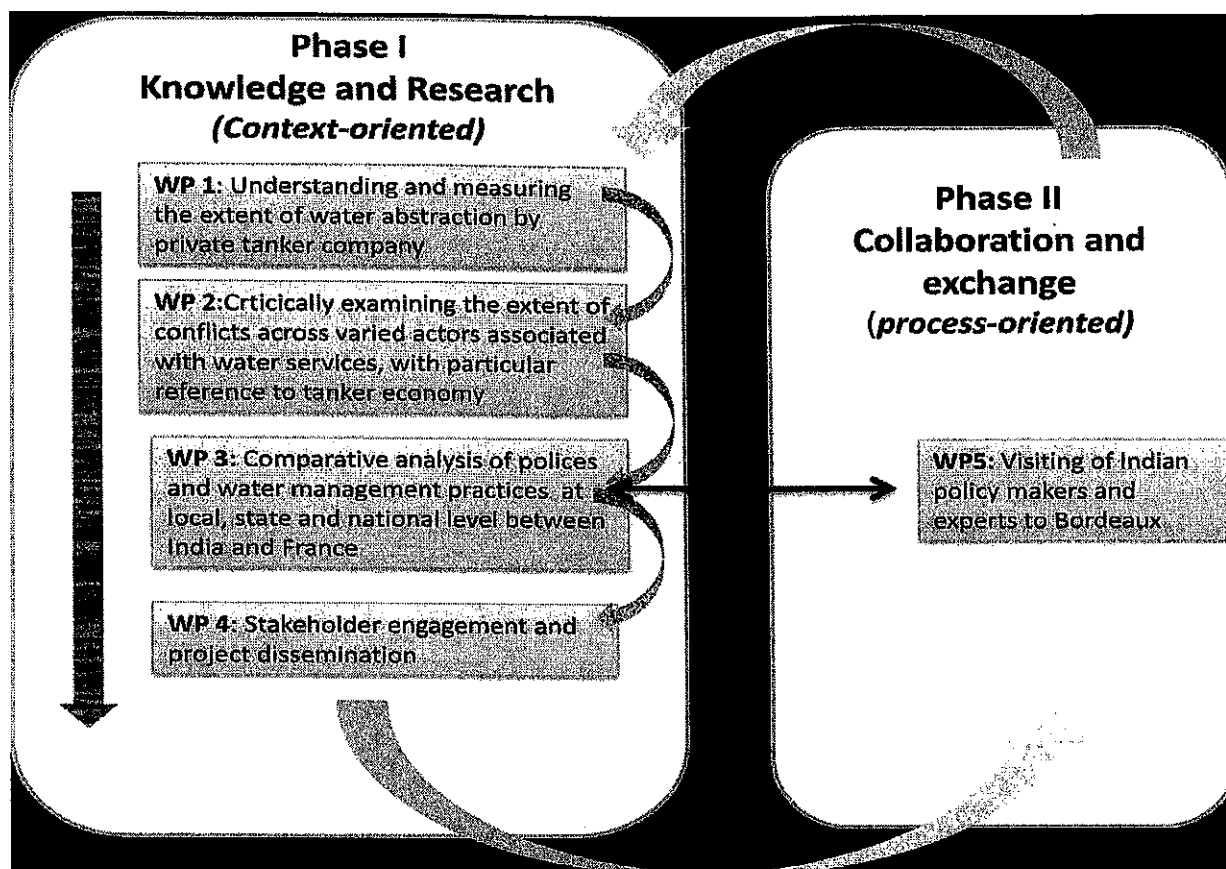 Phase I
Knowledge and Research
(Context-oriented)
WP 1: Understanding and measuring
the extent of water abstraction by
private tanker company
WP 2:Crticically examining the extent of
conflicts across varied actors associated
with water services, with particular
reference to tanker economy
WP 3: Comparative analysis of polices
and water management practices at
local, state and national level between
India and France
WP 4: Stakeholder engagement and
project dissemination
Phase II
Collaboration and
exchange
(process-oriented)
WP5: Visiting of Indian
policy makers and
experts to Bordeaux